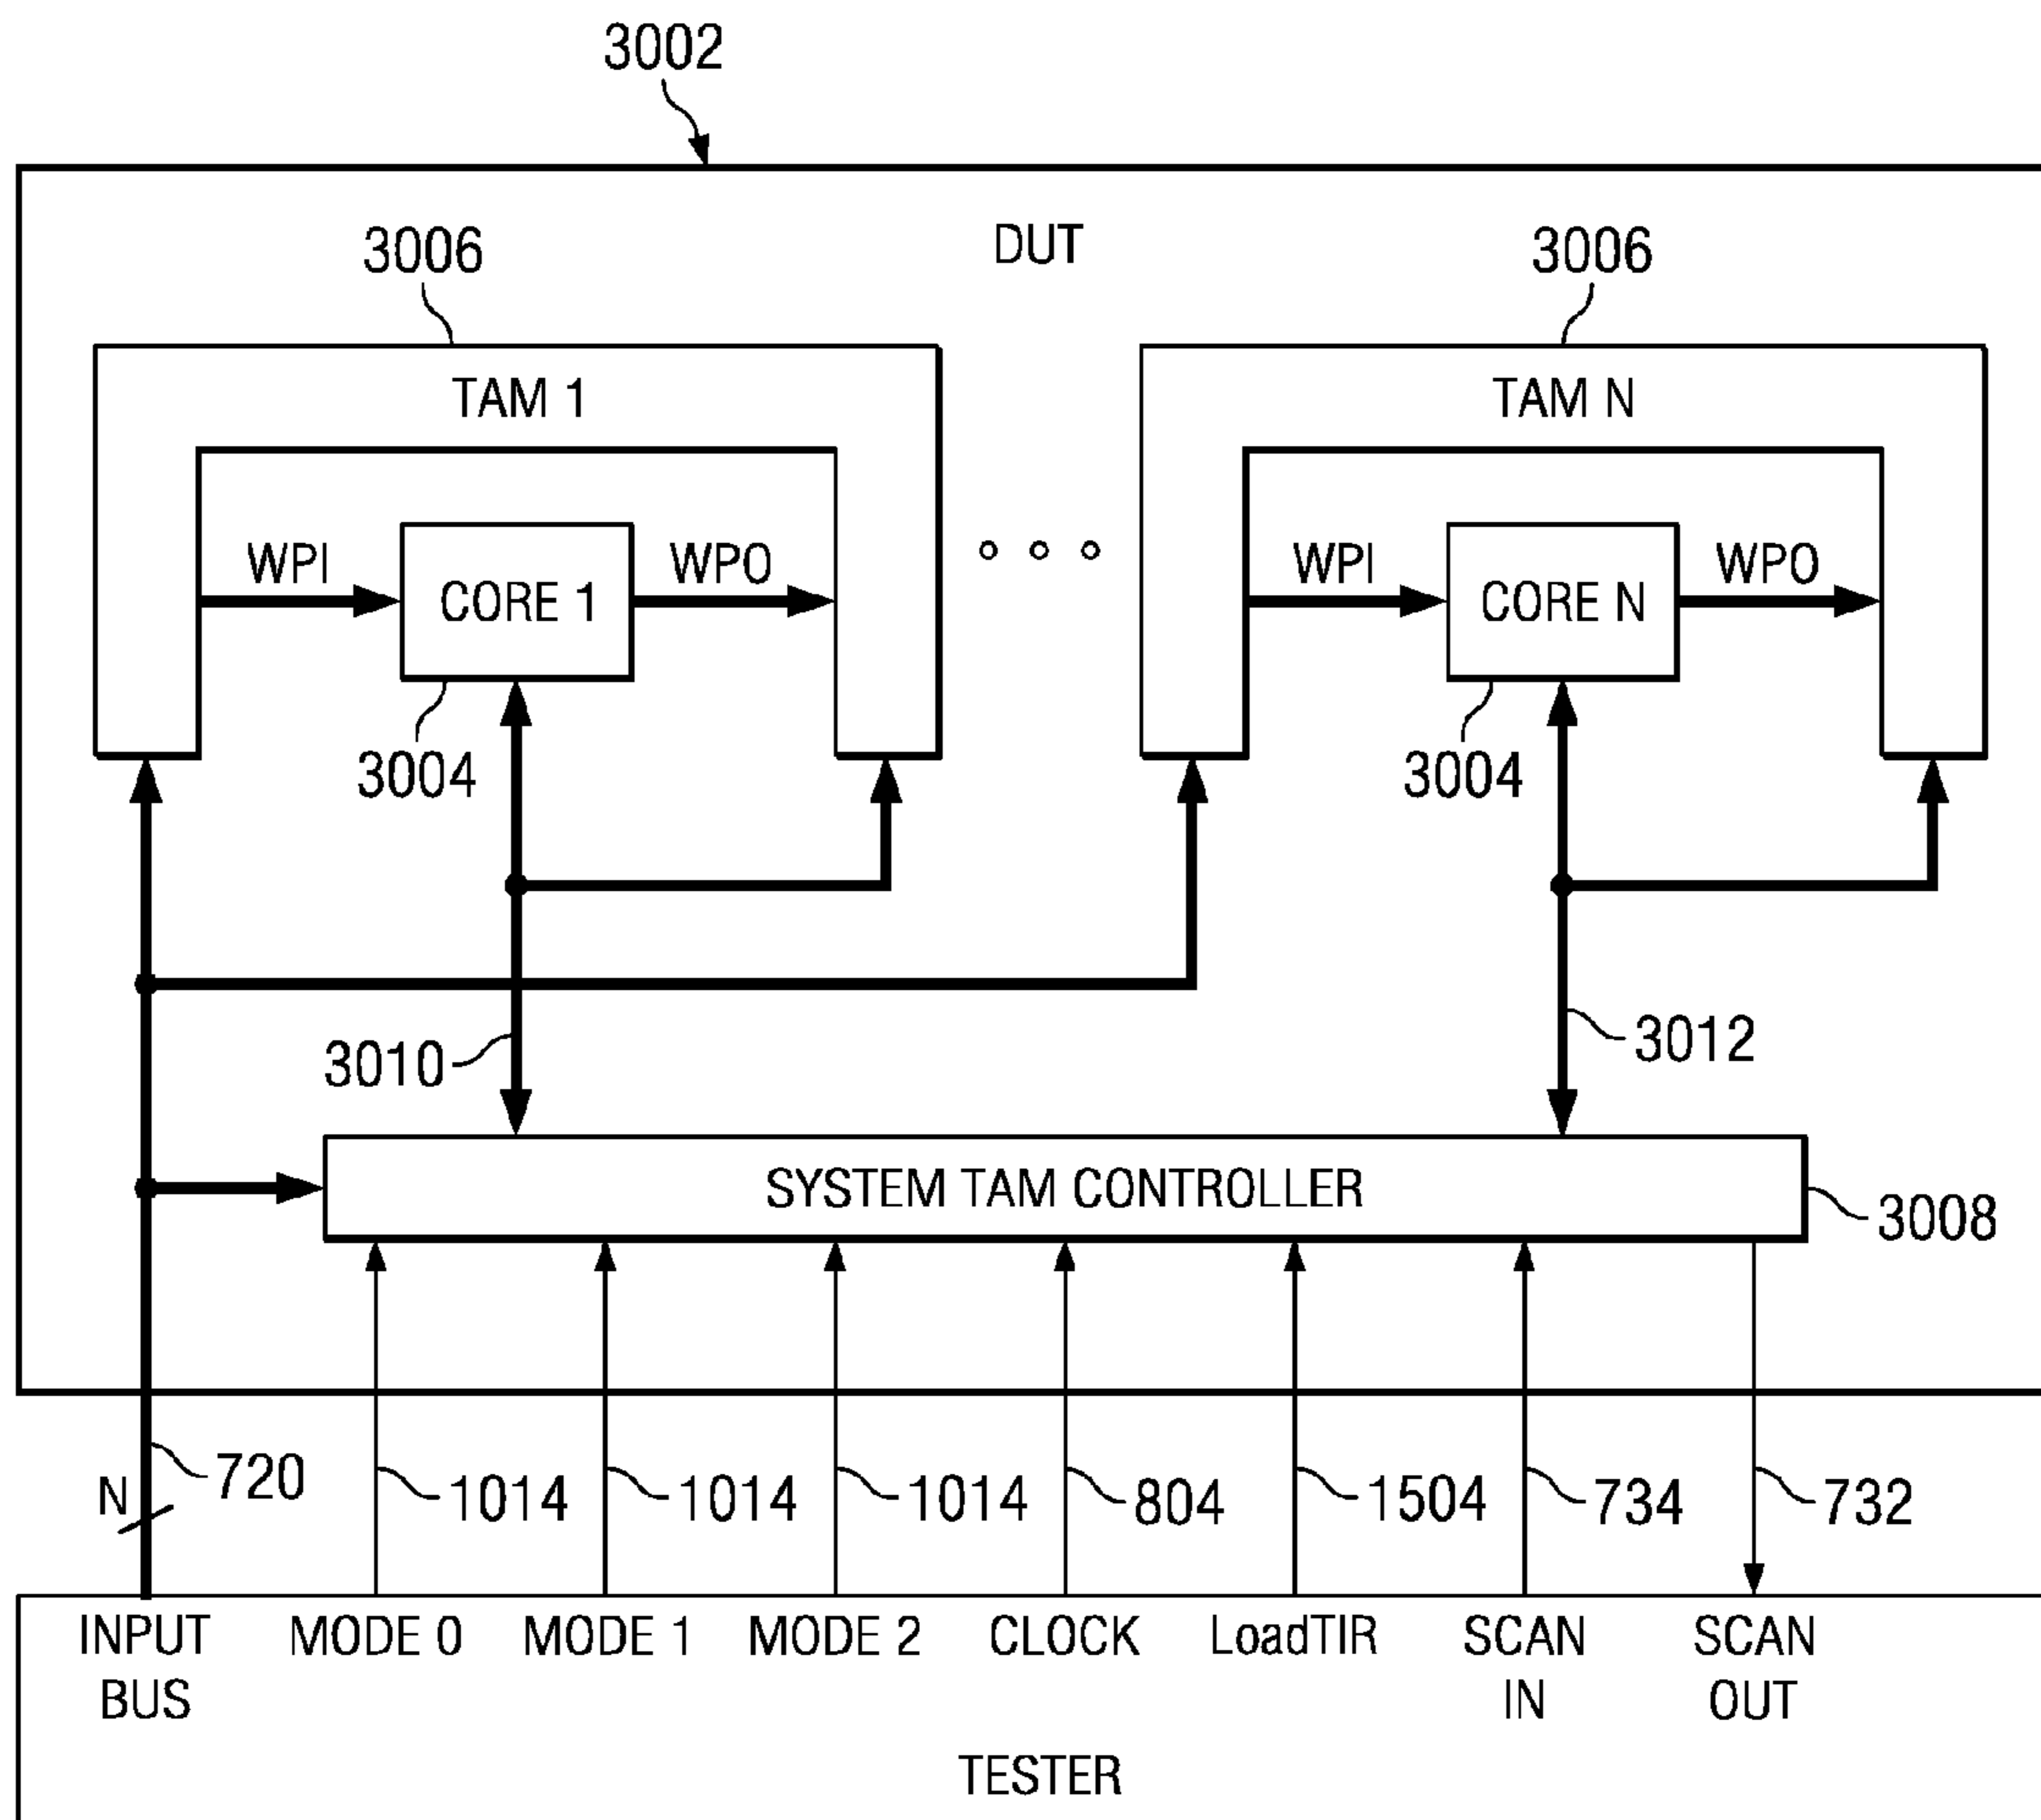 3002
DUT
3006
3006
TAM 1
TAM N
WPI
CORE 1
WPO
WPI
CORE N
WPO
3004
3004
3010
3012
SYSTEM TAM CONTROLLER
3008
N
720
1014
1014
1014
804
1504
734
732
INPUT BUS
MODE 0
MODE 1
MODE 2
CLOCK
LoadTIR
SCAN IN
SCAN OUT
TESTER